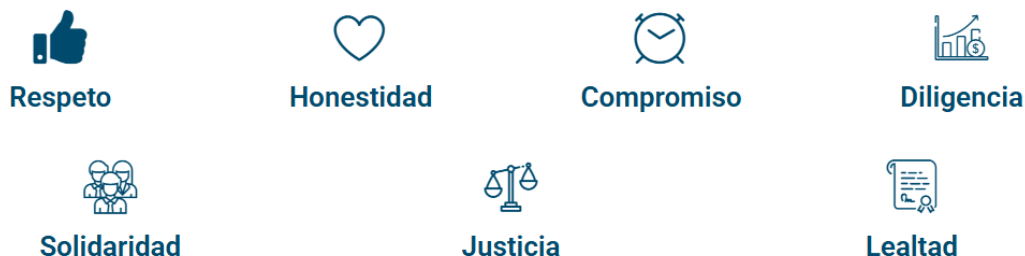 Respeto Honestidad Compromiso Diligencia
Solidaridad Justicia Lealtad